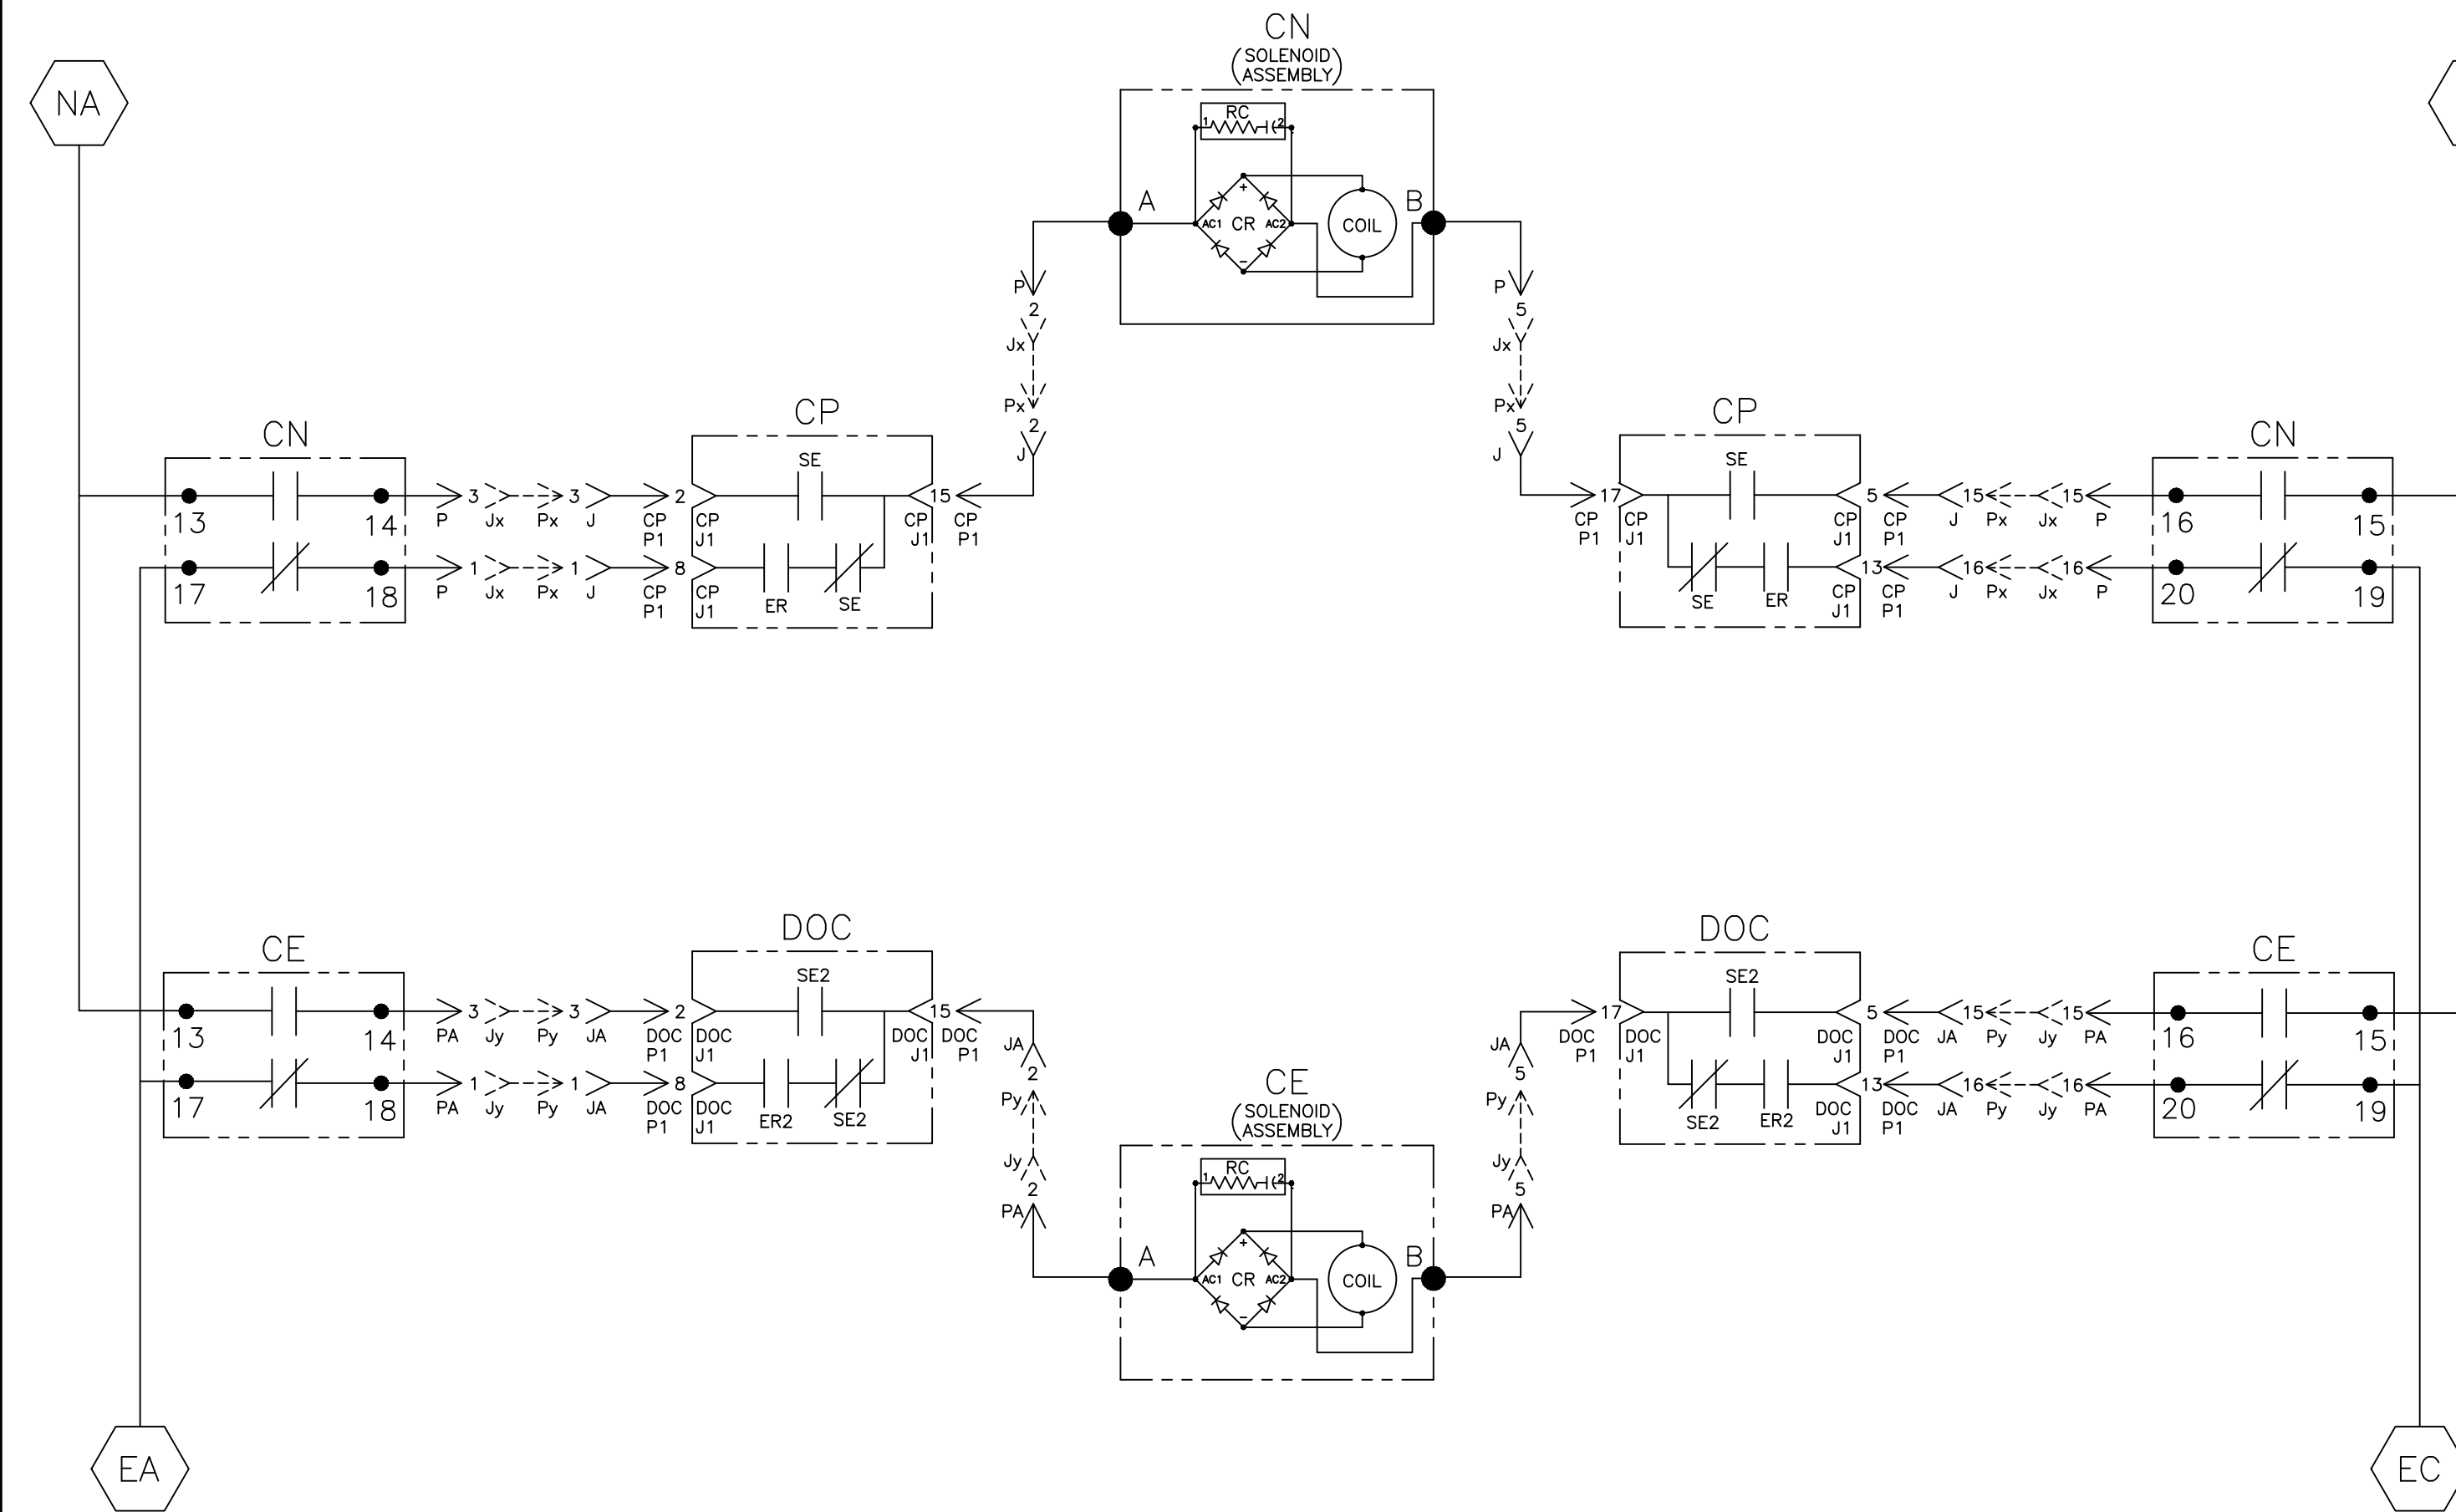 CN
(SOLENOID
ASSEMBLY)
NA
RC
1 2
A B
+
AC1 CR AC2 COIL
-
P P
2 5
Jx Jx
Px Px
2 5
J J
CN CP CP CN
SE SE
3 3 2 15 17 5 15 15
13 14 P Jx Px J CP CP CP CP CP CP CP CP J Px Jx P 16 15
P1 J1 J1 P1 P1 J1 J1 P1
1 1 8 13 16 16
17 18 P Jx Px J CP CP ER SE SE ER CP CP J Px Jx P 20 19
P1 J1 J1 P1
CE DOC DOC CE
SE2 SE2
3 3 2 15 17 5 15 15
13 14 PA Jy Py JA DOC DOC DOC DOC DOC DOC DOC DOC JA Py Jy PA 16 15
P1 J1 J1 P1 P1 J1 J1 P1
JA JA
2 5
1 1 8 13 16 16
17 18 PA Jy Py JA DOC DOC ER2 SE2 SE2 ER2 DOC DOC JA Py Jy PA 20 19
P1 J1 J1 P1
Py Py
Jy Jy
2 5
PA PA
CE
(SOLENOID
ASSEMBLY)
RC
1 2
A B
+
AC1 CR AC2 COIL
-
EA EC